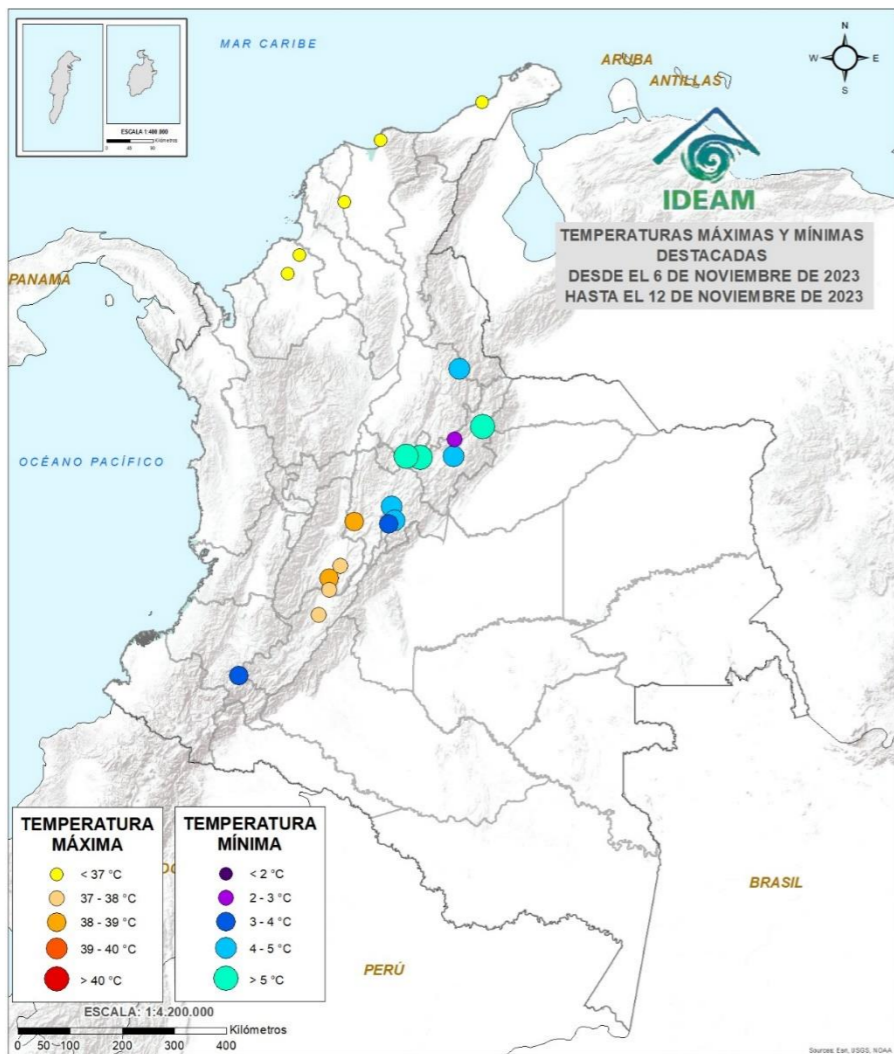 MAR CARIBE
ARUBA
ANTILLAS
N
W
E
S
ESCALA 1:400.000
Kilómetros
IDEAM
TEMPERATURAS MÁXIMAS Y MÍNIMAS
DESTACADAS
DESDE EL 6 DE NOVIEMBRE DE 2023
HASTA EL 12 DE NOVIEMBRE DE 2023
PANAMÁ
OCÉANO PACÍFICO
TEMPERATURA
MÁXIMA
< 37 °C
37 - 38 °C
38 - 39 °C
39 - 40 °C
> 40 °C
TEMPERATURA
MÍNIMA
< 2 °C
2 - 3 °C
3 - 4 °C
4 - 5 °C
> 5 °C
BRASIL
PERÚ
ESCALA: 1:4.200.000
Kilómetros
0 50 100 200 300 400
Sources: Esri, USGS, NOAA